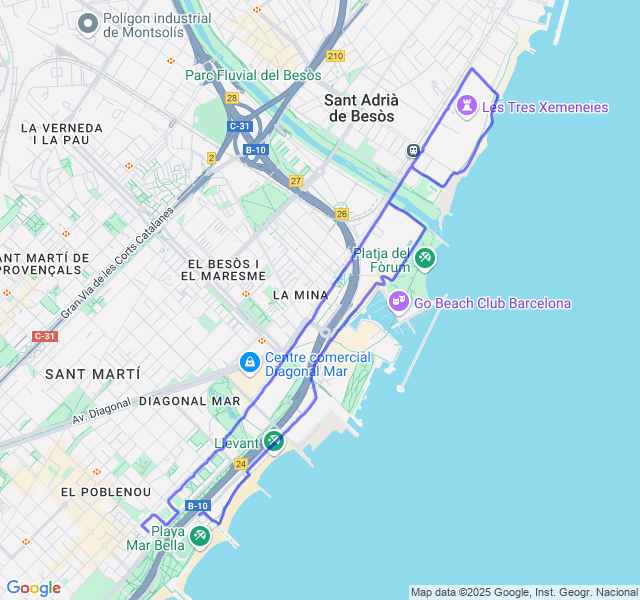 Polígon industrial
de Montsolís
210
Parc Fluvial del Besòs
28
Sant Adrià
de Besòs
Les Tres Xemeneies
LA VERNEDA
I LA PAU
C-31
B-10
2
27
26
Gran Via de les Corts Catalanes
ANT MARTÍ DE
PROVENÇALS
EL BESÒS I
EL MARESME
Platja del
Fòrum
LA MINA
Go Beach Club Barcelona
C-31
Centre comercial
Diagonal Mar
SANT MARTÍ
DIAGONAL MAR
Av. Diagonal
Llevant
24
EL POBLENOU
B-10
Playa
Mar Bella
Google
Map data ©2025 Google, Inst. Geogr. Nacional